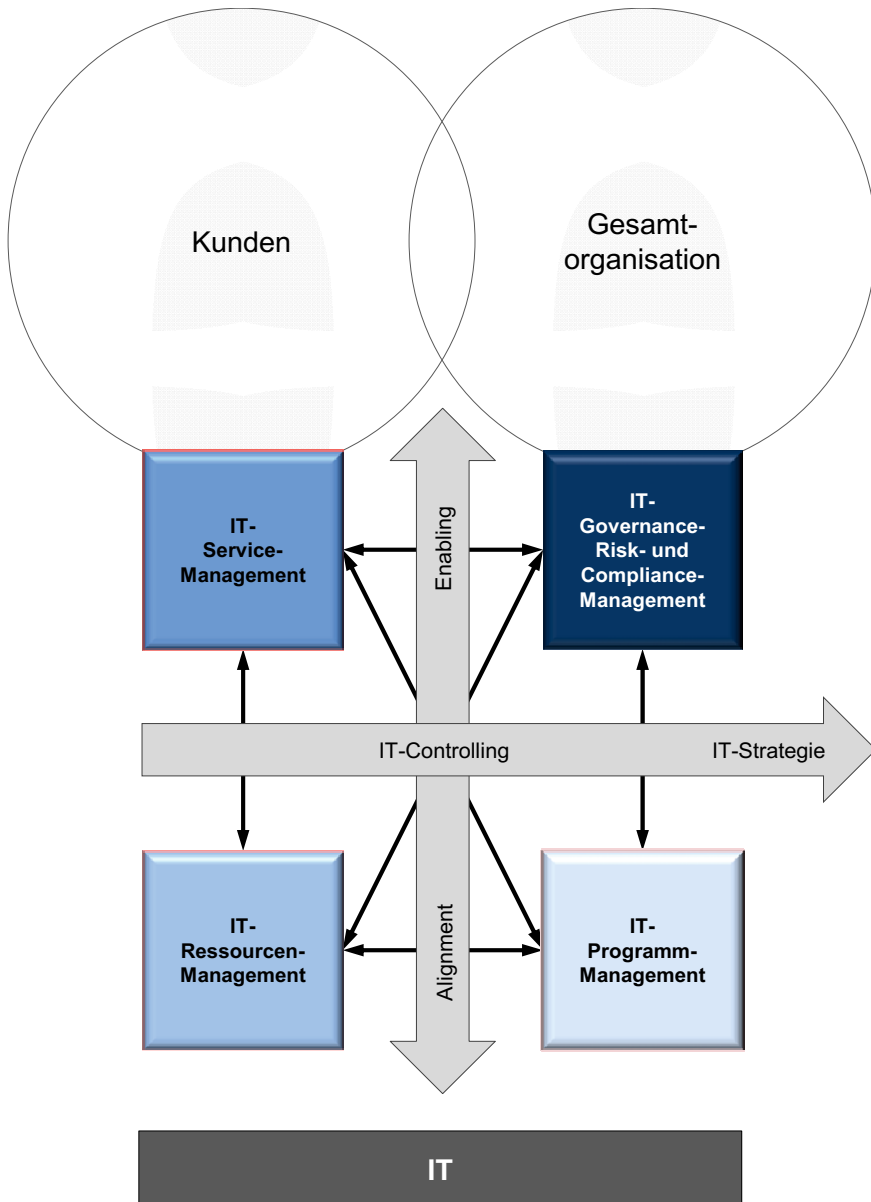 Kunden
Gesamt-
organisation
IT-
Service-
Management
Enabling
IT-
Governance-
Risk- und
Compliance-
Management
IT-Controlling
IT-Strategie
IT-
Ressourcen-
Management
Alignment
IT-
Programm-
Management
IT